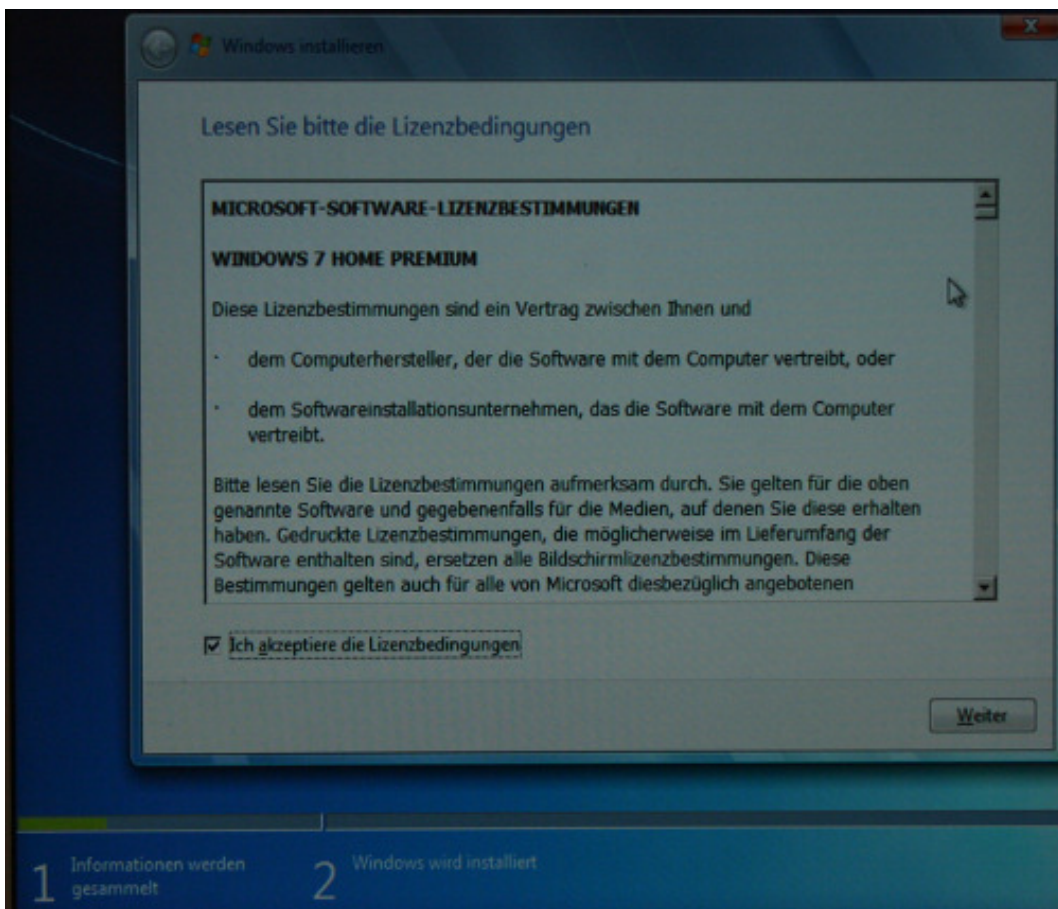 Windows installieren
Lesen Sie bitte die Lizenzbedingungen
MICROSOFT-SOFTWARE-LIZENZBESTIMMUNGEN
WINDOWS 7 HOME PREMIUM
Diese Lizenzbestimmungen sind ein Vertrag zwischen Ihnen und
· dem Computerhersteller, der die Software mit dem Computer vertreibt, oder
· dem Softwareinstallationsunternehmen, das die Software mit dem Computer
vertreibt.
Bitte lesen Sie die Lizenzbestimmungen aufmerksam durch. Sie gelten für die oben
genannte Software und gegebenenfalls für die Medien, auf denen Sie diese erhalten
haben. Gedruckte Lizenzbestimmungen, die möglicherweise im Lieferumfang der
Software enthalten sind, ersetzen alle Bildschirmlizenzbestimmungen. Diese
Bestimmungen gelten auch für alle von Microsoft diesbezüglich angebotenen
Ich akzeptiere die Lizenzbedingungen
Weiter
1 Informationen werden
gesammelt
2 Windows wird installiert